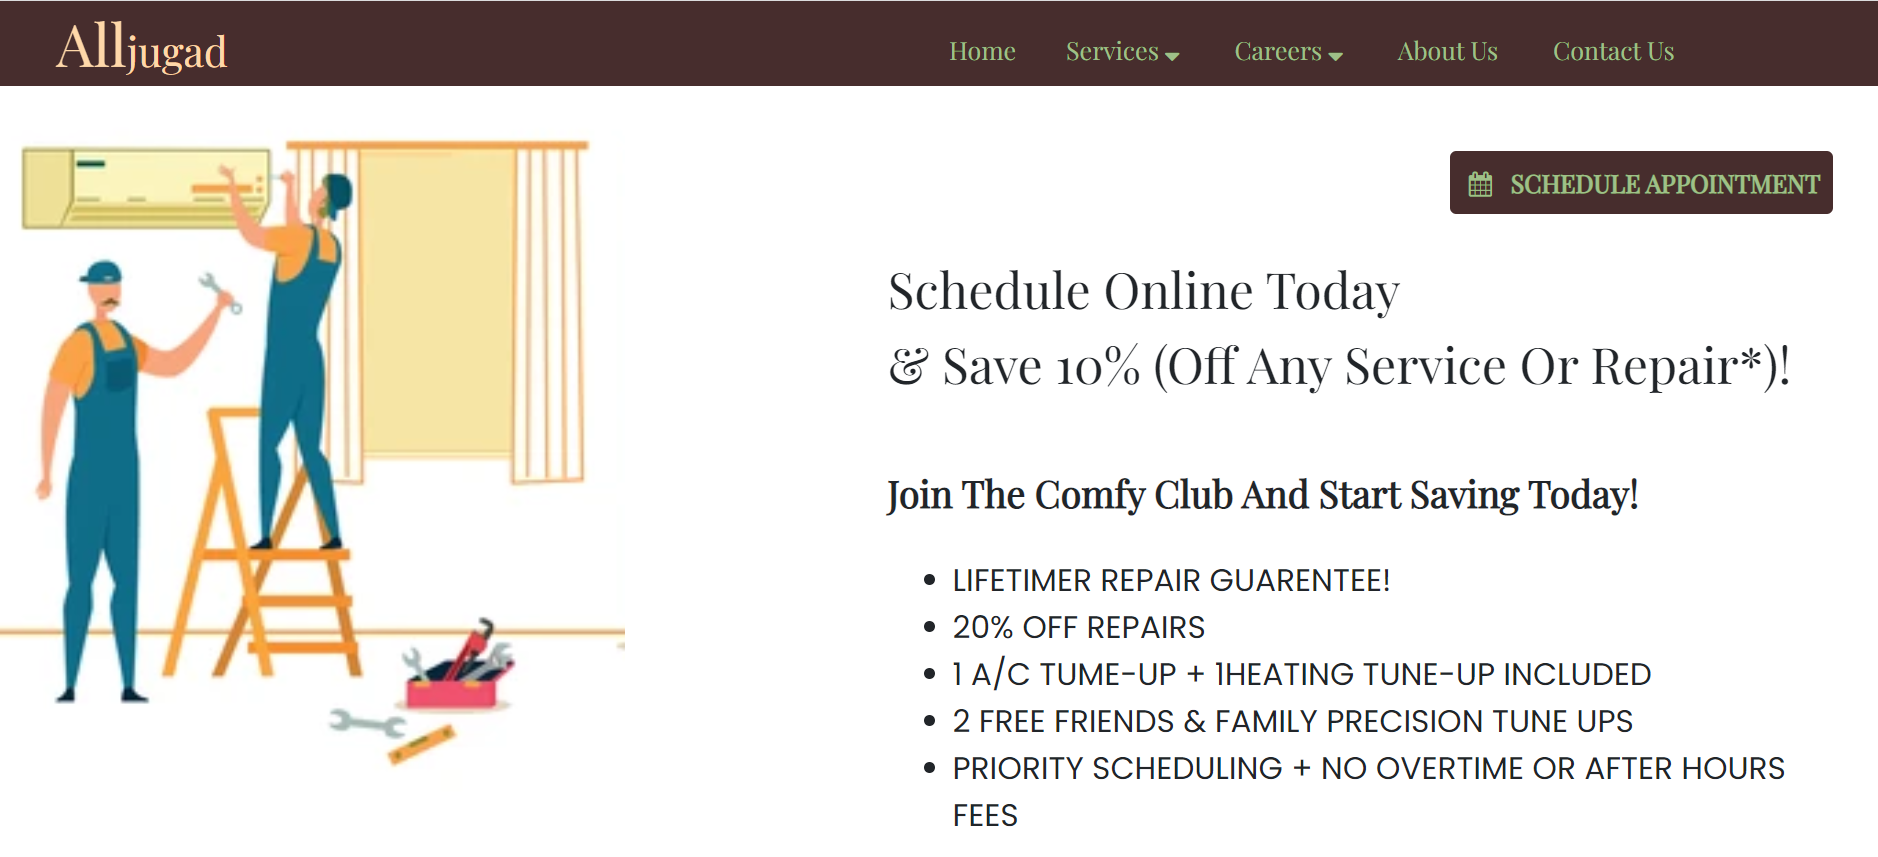 Alljugad
Home Services Careers About Us Contact Us
SCHEDULE APPOINTMENT
Schedule Online Today
& Save 10% (Off Any Service Or Repair*)!
Join The Comfy Club And Start Saving Today!
• LIFETIMER REPAIR GUARENTEE!
• 20% OFF REPAIRS
• 1 A/C TUME-UP + 1HEATING TUNE-UP INCLUDED
• 2 FREE FRIENDS & FAMILY PRECISION TUNE UPS
• PRIORITY SCHEDULING + NO OVERTIME OR AFTER HOURS
FEES